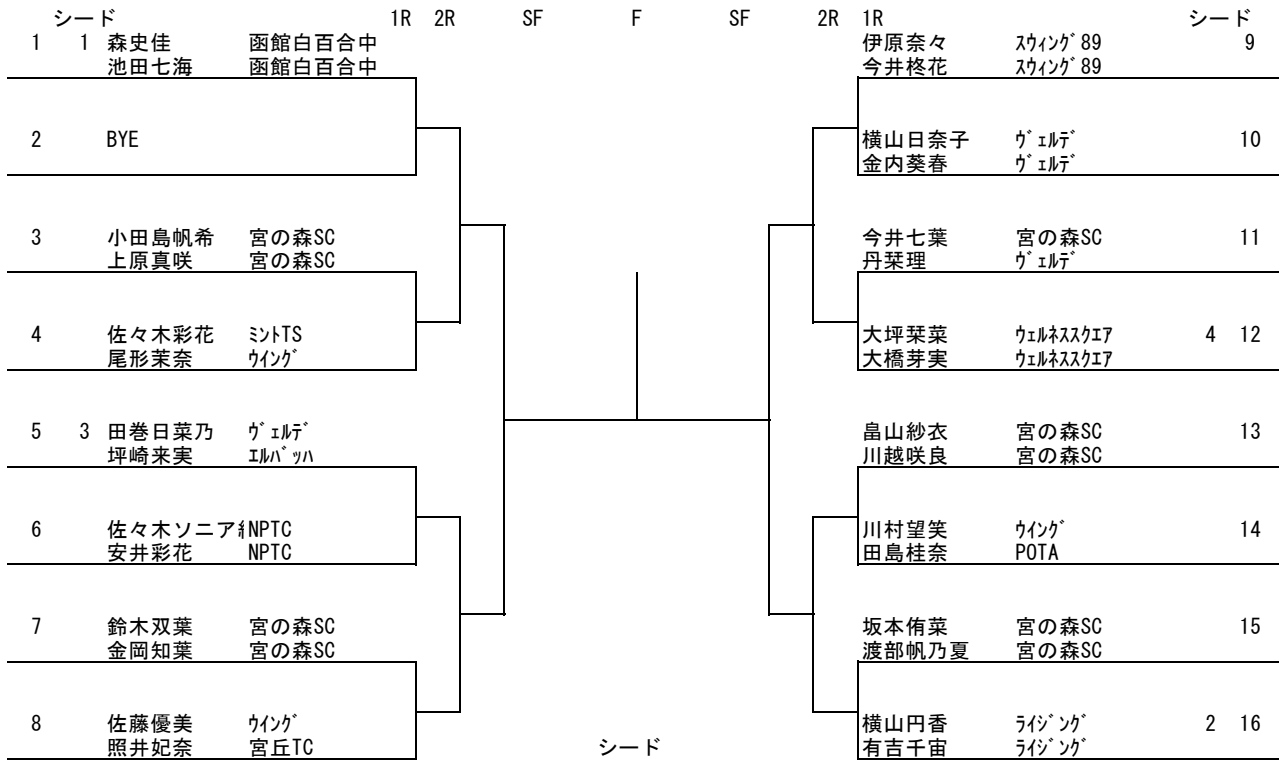 シード 1R 2R SF F SF 2R 1R シード
1 1 森史佳 函館白百合中 伊原奈々 ｽｳｨﾝｸﾞ89 9
池田七海 函館白百合中 今井柊花 ｽｳｨﾝｸﾞ89
2 BYE 横山日奈子 ｳﾞｪﾙﾃﾞ 10
金内葵春 ｳﾞｪﾙﾃﾞ
3 小田島帆希 宮の森SC 今井七葉 宮の森SC 11
上原真咲 宮の森SC 丹栞理 ｳﾞｪﾙﾃﾞ
4 佐々木彩花 ﾐﾝﾄTS 大坪栞菜 ｳｪﾙﾈｽｽｸｴｱ 4 12
尾形茉奈 ｳｲﾝｸﾞ 大橋芽実 ｳｪﾙﾈｽｽｸｴｱ
5 3 田巻日菜乃 ｳﾞｪﾙﾃﾞ 畠山紗衣 宮の森SC 13
坪崎来実 ｴﾙﾊﾞｯﾊ 川越咲良 宮の森SC
6 佐々木ソニア NPTC 川村望笑 ｳｲﾝｸﾞ 14
安井彩花 NPTC 田島桂奈 POTA
7 鈴木双葉 宮の森SC 坂本侑菜 宮の森SC 15
金岡知葉 宮の森SC 渡部帆乃夏 宮の森SC
8 佐藤優美 ｳｲﾝｸﾞ 横山円香 ﾗｲｼﾞﾝｸﾞ 2 16
照井妃奈 宮丘TC シード 有吉千宙 ﾗｲｼﾞﾝｸﾞ